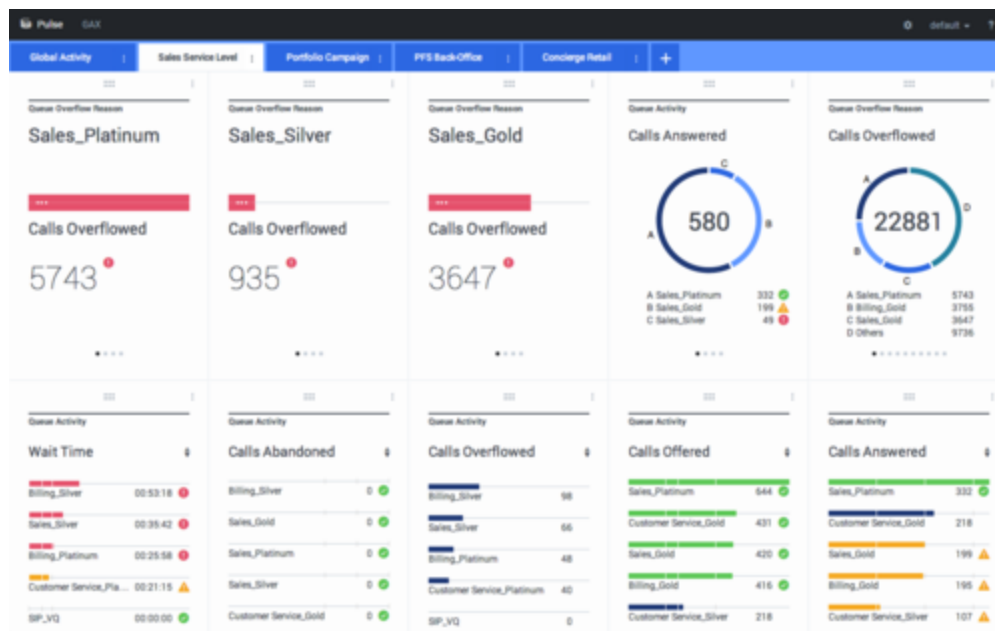 Pulse GAX default ?
Global Activity Sales Service Level Portfolio Campaign PFS Back-Office Concierge Retail +
Queue Overflow Reason
Sales_Platinum
Calls Overflowed
5743
Queue Overflow Reason
Sales_Silver
Calls Overflowed
935
Queue Overflow Reason
Sales_Gold
Calls Overflowed
3647
Queue Activity
Calls Answered
C
580
B
A
A Sales_Platinum 332
B Sales_Gold 199
C Sales_Silver 49
Queue Overflow Reason
Calls Overflowed
A
22881
D
B
C
A Sales_Platinum 5743
B Billing_Gold 3755
C Sales_Gold 3647
D Others 9736
Queue Activity
Wait Time
Billing_Silver 00:53:18
Sales_Silver 00:35:42
Billing_Platinum 00:25:58
Customer Service_Pla... 00:21:15
SIP_VQ 00:00:00
Queue Activity
Calls Abandoned
Billing_Silver 0
Sales_Gold 0
Sales_Platinum 0
Sales_Silver 0
Customer Service_Gold 0
Queue Activity
Calls Overflowed
Billing_Silver 98
Sales_Silver 66
Billing_Platinum 48
Customer Service_Platinum 40
SIP_VQ 0
Queue Activity
Calls Offered
Sales_Platinum 644
Customer Service_Gold 431
Sales_Gold 420
Billing_Gold 416
Customer Service_Silver 218
Queue Activity
Calls Answered
Sales_Platinum 332
Customer Service_Gold 218
Sales_Gold 199
Billing_Gold 195
Customer Service_Silver 107